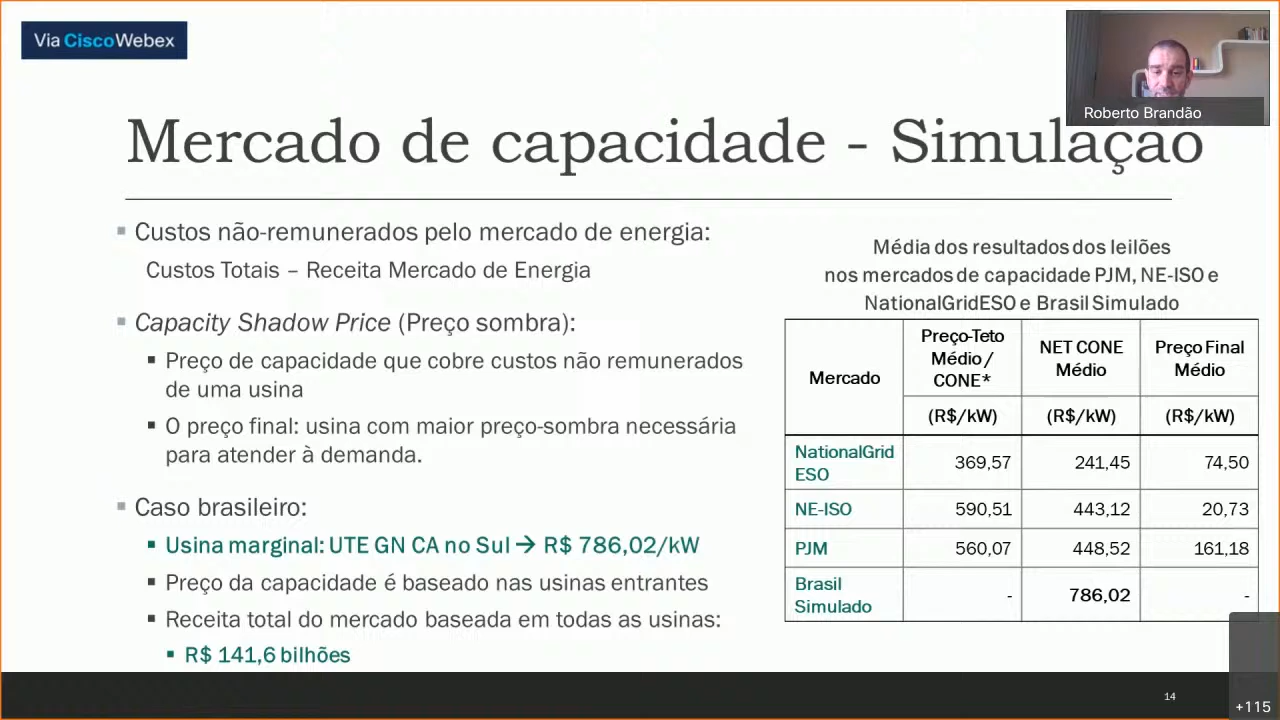 Via CiscoWebex
Roberto Brandão
Mercado de capacidade - Simulação
Custos não-remunerados pelo mercado de energia:
Custos Totais – Receita Mercado de Energia
Capacity Shadow Price (Preço sombra):
Preço de capacidade que cobre custos não remunerados
de uma usina
O preço final: usina com maior preço-sombra necessária
para atender à demanda.
Caso brasileiro:
Usina marginal: UTE GN CA no Sul → R$ 786,02/kW
Preço da capacidade é baseado nas usinas entrantes
Receita total do mercado baseada em todas as usinas:
R$ 141,6 bilhões
Média dos resultados dos leilões
nos mercados de capacidade PJM, NE-ISO e
NationalGridESO e Brasil Simulado
Mercado
Preço-Teto
Médio /
CONE*
NET CONE
Médio
Preço Final
Médio
(R$/kW) (R$/kW) (R$/kW)
NationalGrid
ESO
369,57 241,45 74,50
NE-ISO 590,51 443,12 20,73
PJM 560,07 448,52 161,18
Brasil
Simulado
- 786,02 -
14
+115